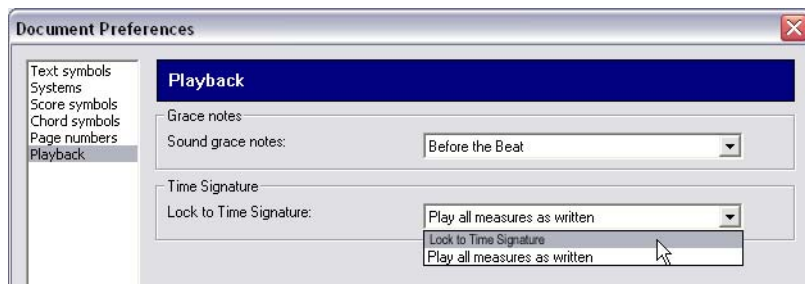 Document Preferences
Text symbols
Systems
Score symbols
Chord symbols
Page numbers
Playback
Playback
Grace notes
Sound grace notes:
Before the Beat
Time Signature
Lock to Time Signature:
Play all measures as written
Lock to Time Signature
Play all measures as written